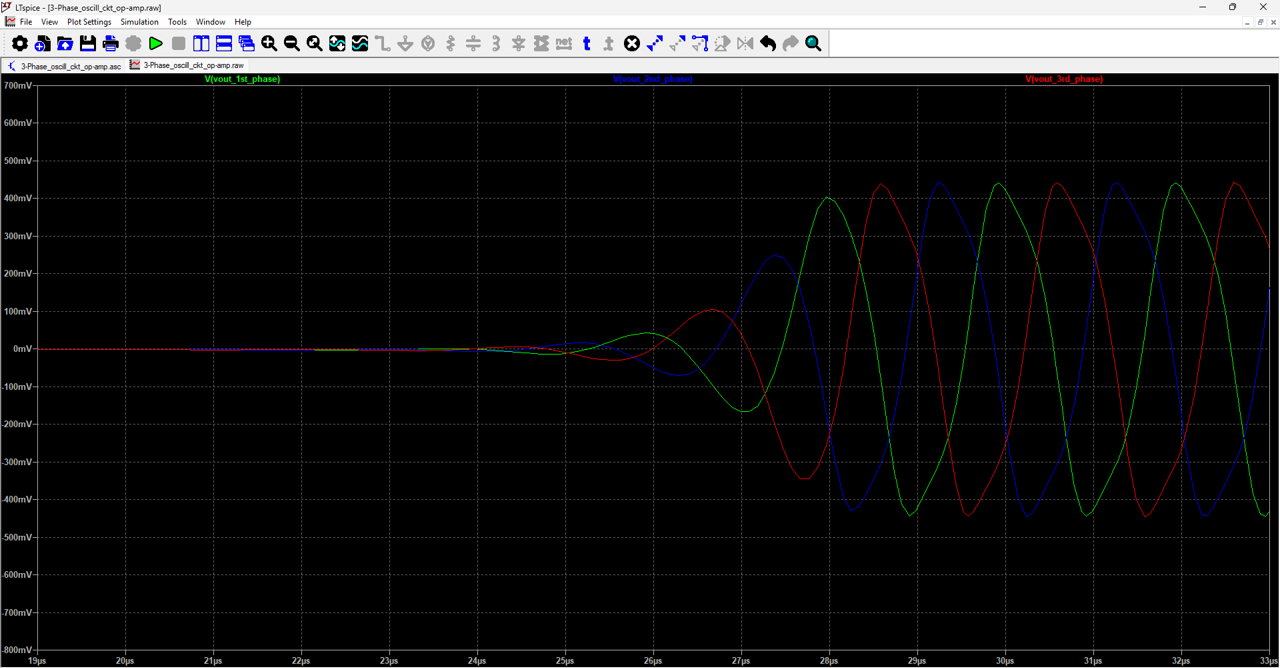 LTspice - [3-Phase_oscill_ckt_op-amp.raw]
File View Plot Settings Simulation Tools Window Help
3-Phase_oscill_ckt_op-amp.asc 3-Phase_oscill_ckt_op-amp.raw
V(vout_1st_phase) V(vout_2nd_phase) V(vout_3rd_phase)
700mV
600mV
500mV
400mV
300mV
200mV
100mV
0mV
-100mV
-200mV
-300mV
-400mV
-500mV
-600mV
-700mV
-800mV
19µs 20µs 21µs 22µs 23µs 24µs 25µs 26µs 27µs 28µs 29µs 30µs 31µs 32µs 33µs